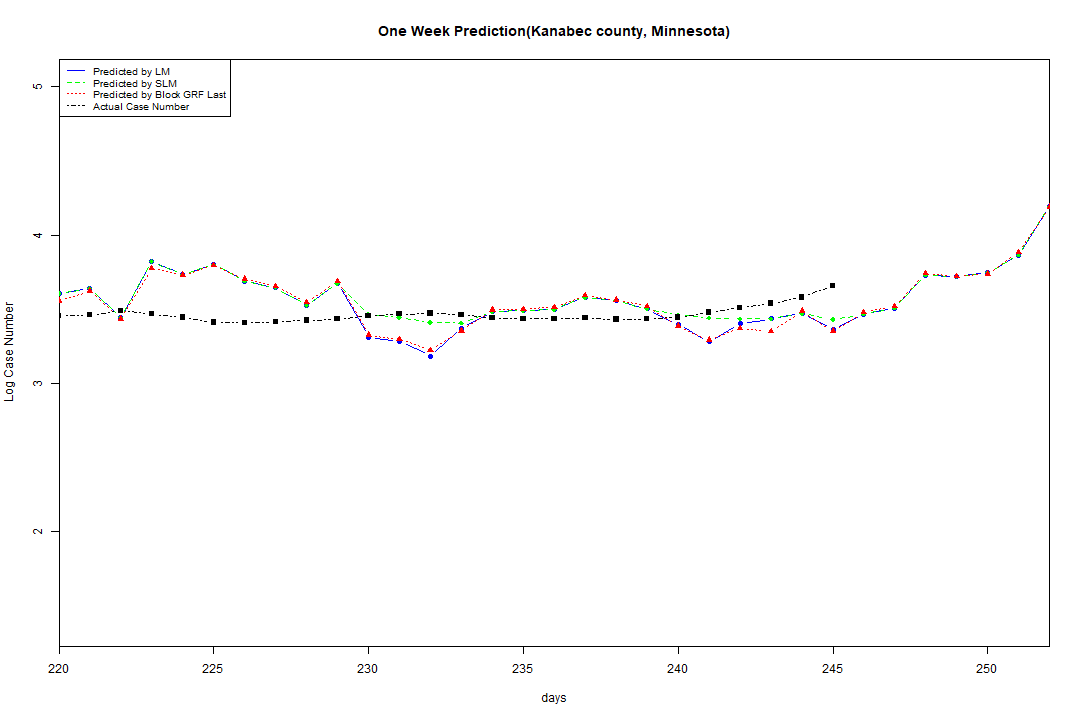 One Week Prediction(Kanabec county, Minnesota)
Predicted by LM
Predicted by SLM
Predicted by Block GRF Last
Actual Case Number
5
4
3
2
Log Case Number
220 225 230 235 240 245 250
days